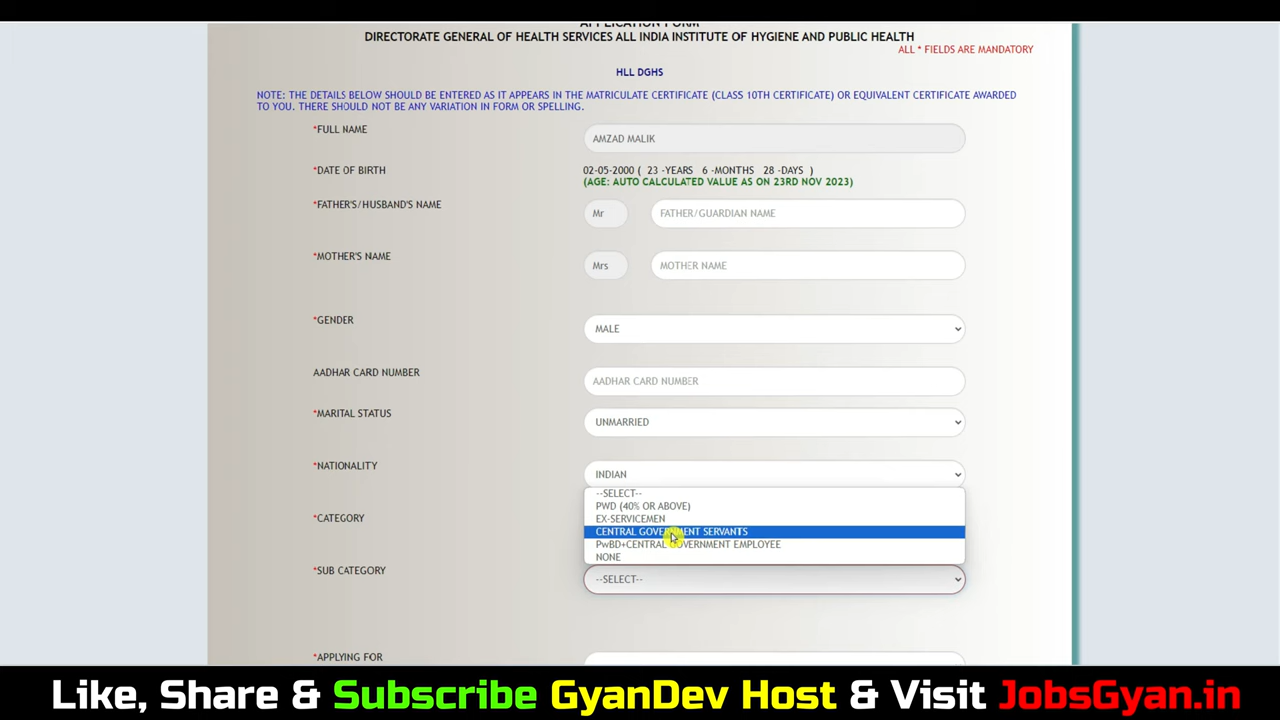 APPLICATION FORM
DIRECTORATE GENERAL OF HEALTH SERVICES ALL INDIA INSTITUTE OF HYGIENE AND PUBLIC HEALTH
ALL * FIELDS ARE MANDATORY
HLL DGHS
NOTE: THE DETAILS BELOW SHOULD BE ENTERED AS IT APPEARS IN THE MATRICULATE CERTIFICATE (CLASS 10TH CERTIFICATE) OR EQUIVALENT CERTIFICATE AWARDED
TO YOU. THERE SHOULD NOT BE ANY VARIATION IN FORM OR SPELLING.
*FULL NAME
AMZAD MALIK
*DATE OF BIRTH
02-05-2000 ( 23 -YEARS 6 -MONTHS 28 -DAYS )
(AGE: AUTO CALCULATED VALUE AS ON 23RD NOV 2023)
*FATHER'S/HUSBAND'S NAME
Mr FATHER/GUARDIAN NAME
*MOTHER'S NAME
Mrs MOTHER NAME
*GENDER
MALE
AADHAR CARD NUMBER
AADHAR CARD NUMBER
*MARITAL STATUS
UNMARRIED
*NATIONALITY
INDIAN
--SELECT--
PWD (40% OR ABOVE)
*CATEGORY
EX-SERVICEMEN
CENTRAL GOVERNMENT SERVANTS
PwBD+CENTRAL GOVERNMENT EMPLOYEE
NONE
*SUB CATEGORY
--SELECT--
*APPLYING FOR
Like, Share & Subscribe GyanDev Host & Visit JobsGyan.in